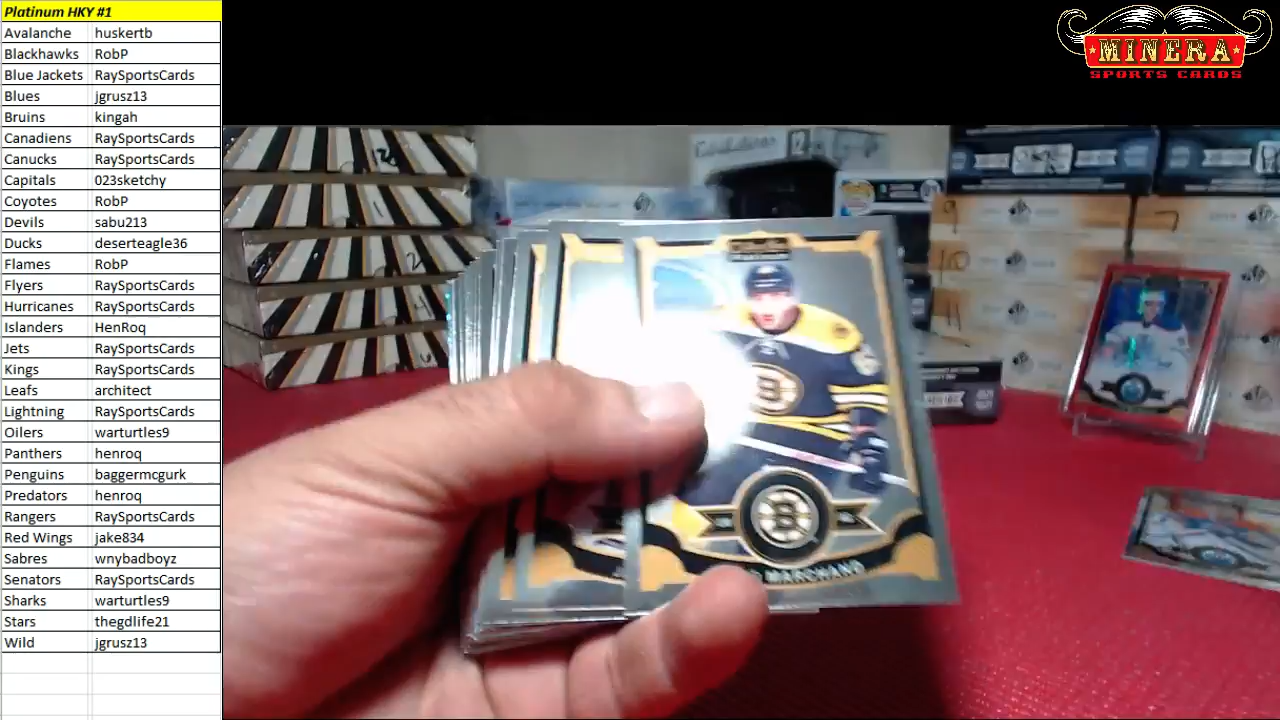 Platinum HKY #1
Avalanche huskertb
Blackhawks RobP
Blue Jackets RaySportsCards
Blues jgrusz13
Bruins kingah
Canadiens RaySportsCards
Canucks RaySportsCards
Capitals 023sketchy
Coyotes RobP
Devils sabu213
Ducks deserteagle36
Flames RobP
Flyers RaySportsCards
Hurricanes RaySportsCards
Islanders HenRoq
Jets RaySportsCards
Kings RaySportsCards
Leafs architect
Lightning RaySportsCards
Oilers warturtles9
Panthers henroq
Penguins baggermcgurk
Predators henroq
Rangers RaySportsCards
Red Wings jake834
Sabres wnybadboyz
Senators RaySportsCards
Sharks warturtles9
Stars thegdlife21
Wild jgrusz13
MINERA
SPORTS CARDS
B
B
MARCHAND